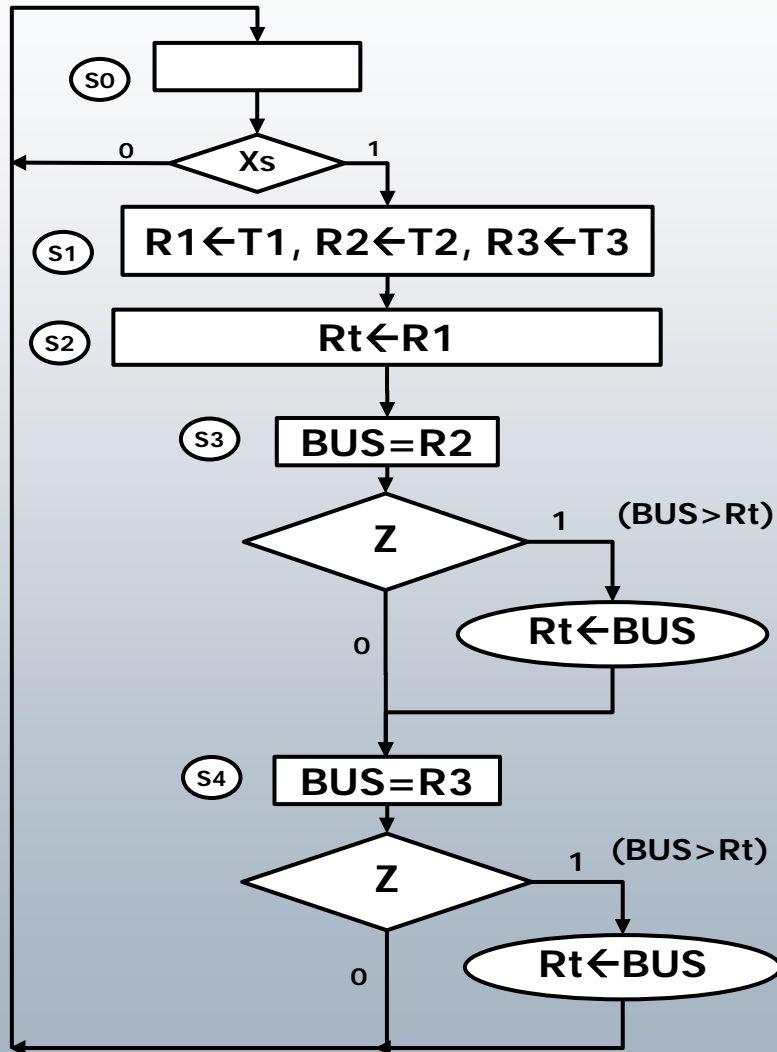 S0
0
Xs
1
S1
R1←T1, R2←T2, R3←T3
S2
Rt←R1
S3
BUS=R2
Z
1
(BUS>Rt)
0
Rt←BUS
S4
BUS=R3
Z
1
(BUS>Rt)
0
Rt←BUS